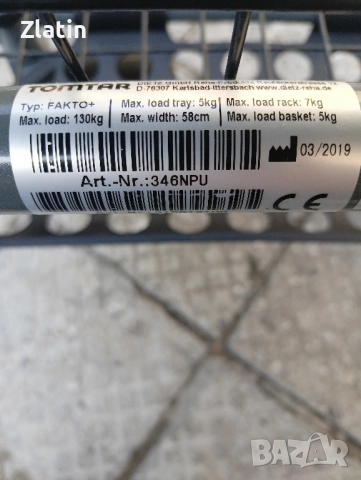 Zlatin
TOMTAR
D-76307 Karlsbad-Ittersbach www.dietz-reha.de
Typ: FAKTO+ Max. load tray: 5kg Max. load rack: 7kg
Max. load: 130kg Max. width: 58cm Max. load basket: 5kg
03/2019
Art.-Nr.:346NPU
CE
BAZAR